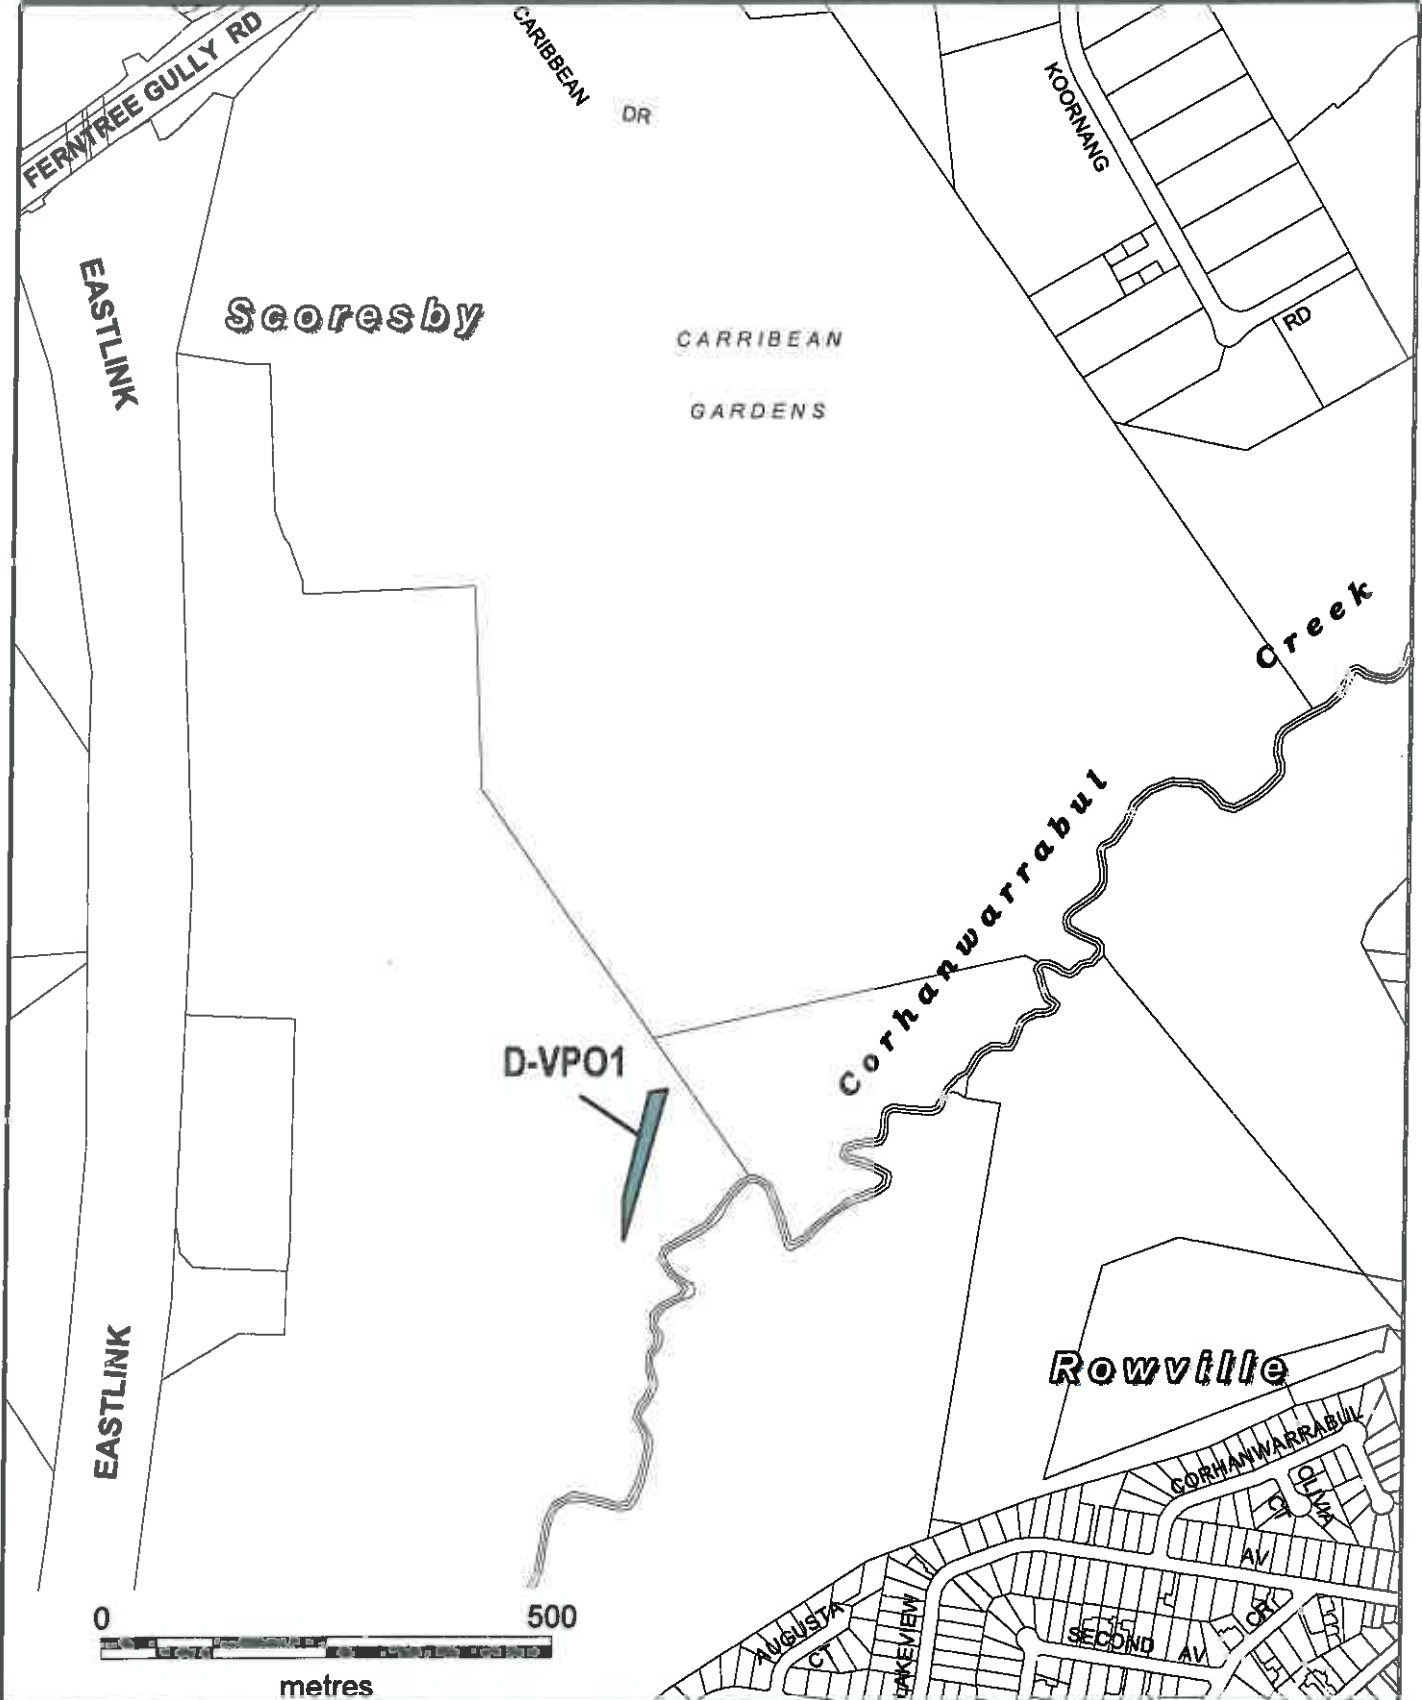 FERNTREE GULLY RD
CARIBBEAN
DR
KOORNANG
RD
EASTLINK
Scoresby
CARRIBEAN
GARDENS
Corhanwarrabul Creek
D-VPO1
EASTLINK
Rowville
CORHANWARRABUL
OLIVIA
CT
AV
AUGUSTA
CT
LAKEVIEW
SECOND
AV
CR
0 500
metres